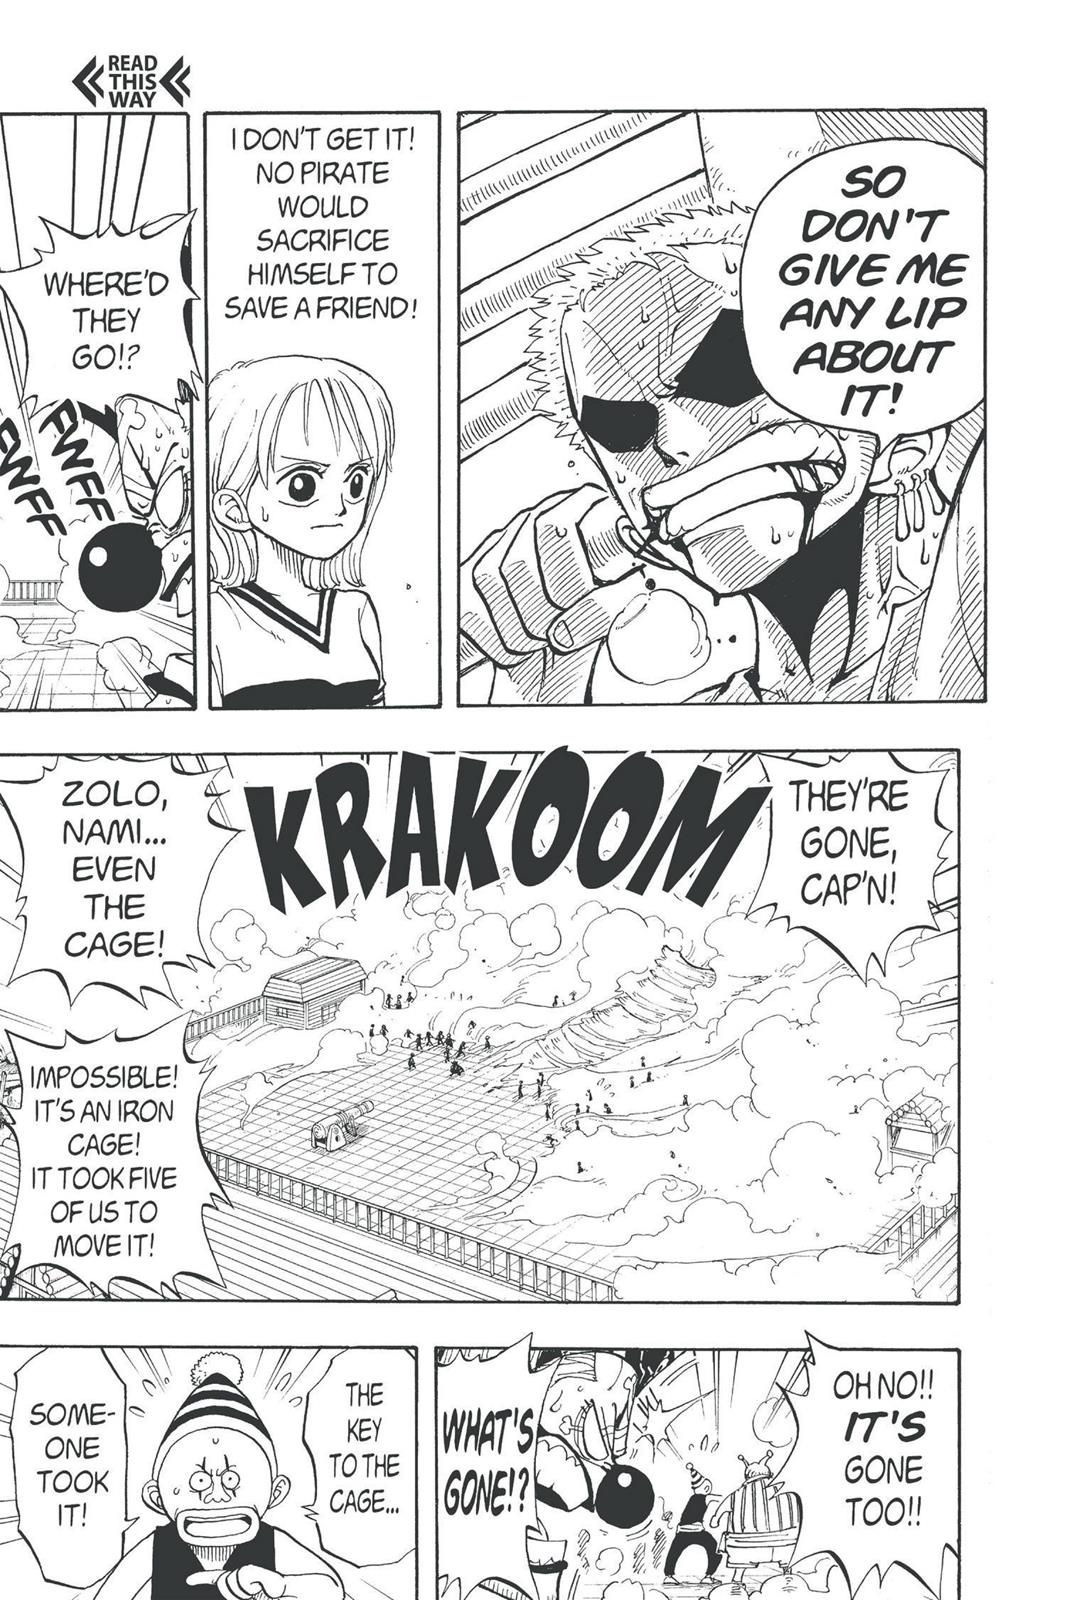 READ
THIS
WAY
SO
DON'T
GIVE ME
ANY LIP
ABOUT
IT!
I DON'T GET IT!
NO PIRATE
WOULD
SACRIFICE
HIMSELF TO
SAVE A FRIEND!
WHERE'D
THEY
GO!?
FWFF
FWFF
THEY'RE
GONE,
CAP'N!
KRAKOOM
ZOLO,
NAMI...
EVEN
THE
CAGE!
IMPOSSIBLE!
IT'S AN IRON
CAGE!
IT TOOK FIVE
OF US TO
MOVE IT!
OH NO!!
IT'S
GONE
TOO!!
WHAT'S
GONE!?
THE
KEY
TO THE
CAGE...
SOME-
ONE
TOOK
IT!